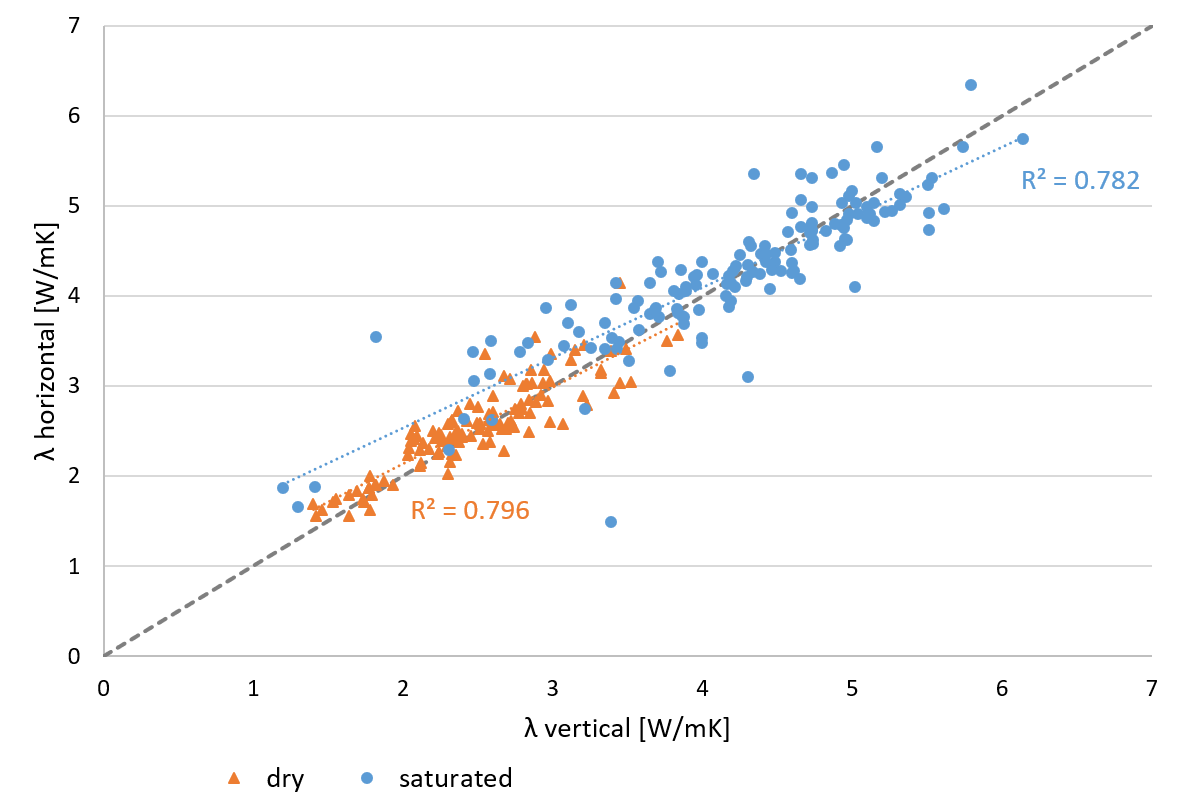 7
6
5
4
3
2
1
0
λ horizontal [W/mK]
R² = 0.782
R² = 0.796
0 1 2 3 4 5 6 7
λ vertical [W/mK]
dry saturated